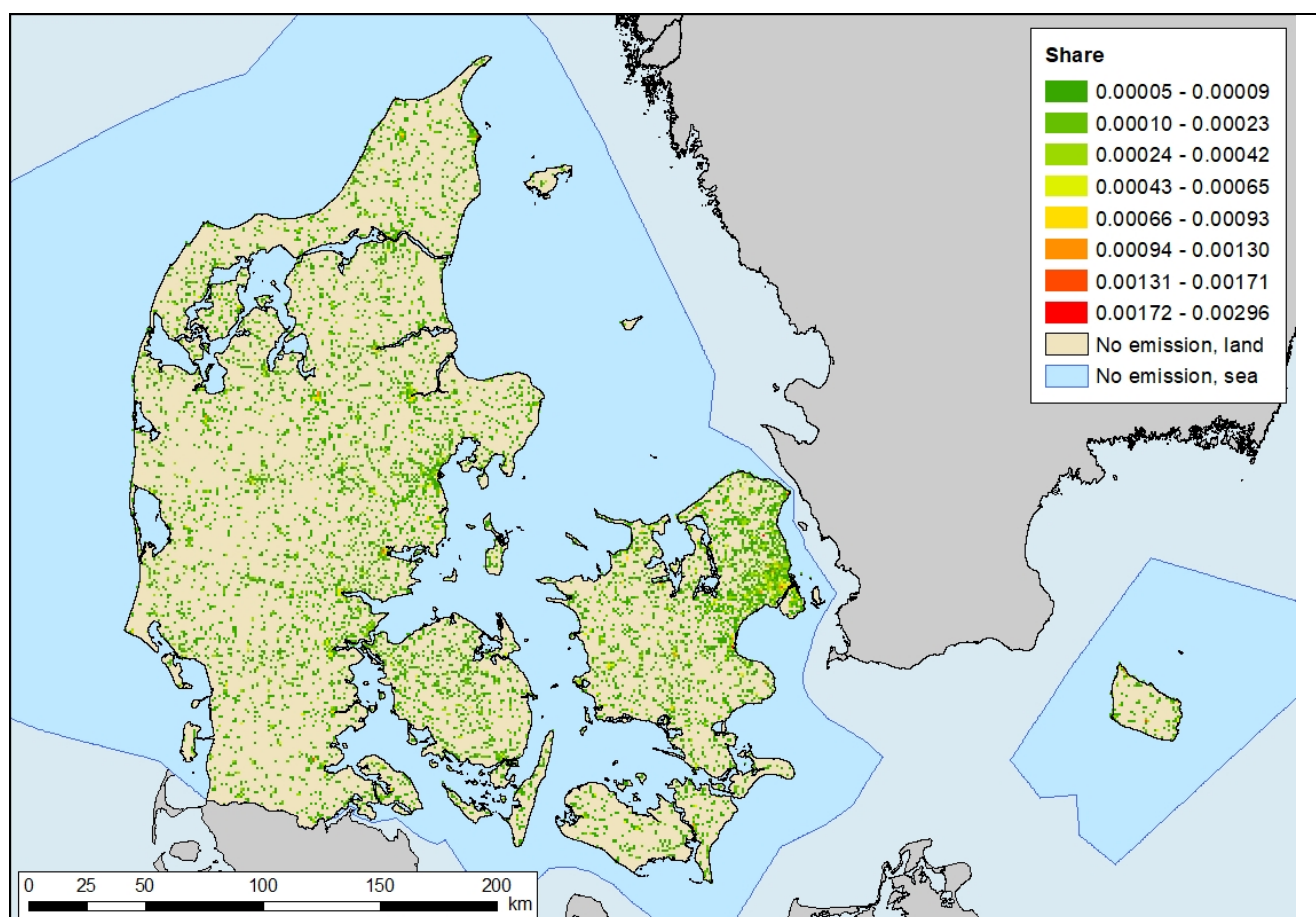 Share
0.00005 - 0.00009
0.00010 - 0.00023
0.00024 - 0.00042
0.00043 - 0.00065
0.00066 - 0.00093
0.00094 - 0.00130
0.00131 - 0.00171
0.00172 - 0.00296
No emission, land
No emission, sea
0 25 50 100 150 200
km